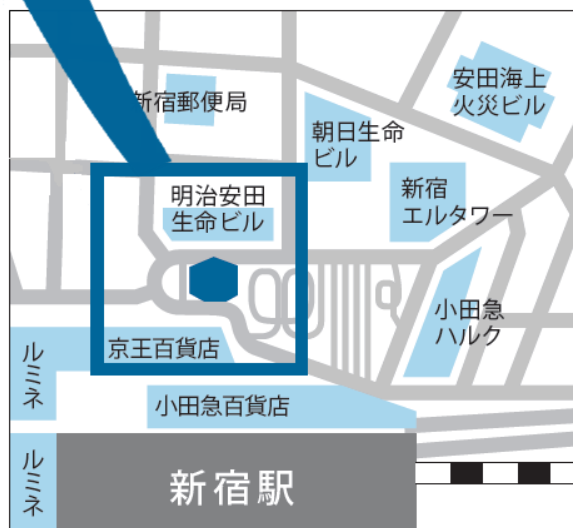 新宿郵便局
安田海上
火災ビル
朝日生命
ビル
明治安田
生命ビル
新宿
エルタワー
小田急
ハルク
京王百貨店
ルミネ
小田急百貨店
ルミネ
新宿駅